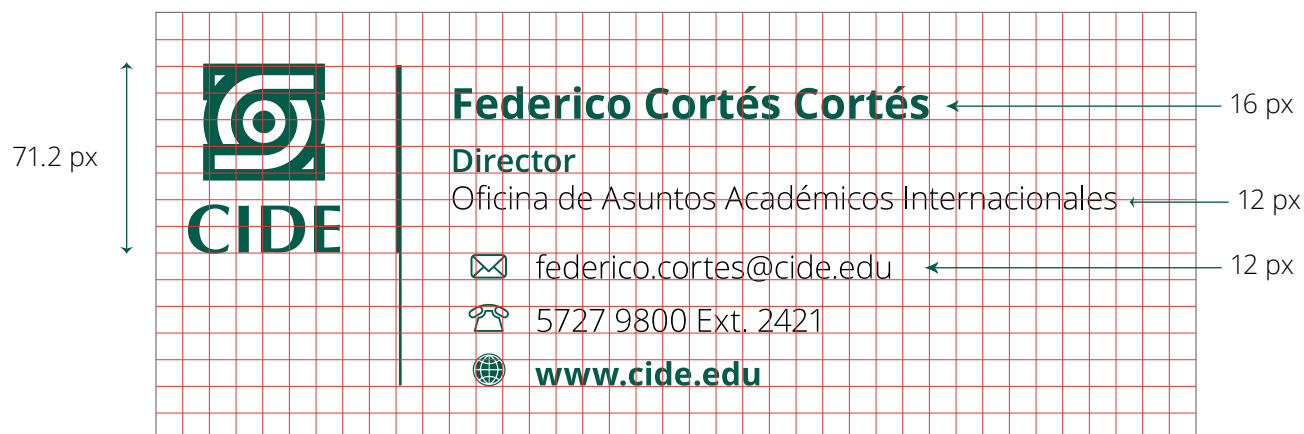 Federico Cortés Cortés
16 px
71.2 px
Director
Oficina de Asuntos Académicos Internacionales
12 px
CIDE
federico.cortes@cide.edu
12 px
5727 9800 Ext. 2421
www.cide.edu